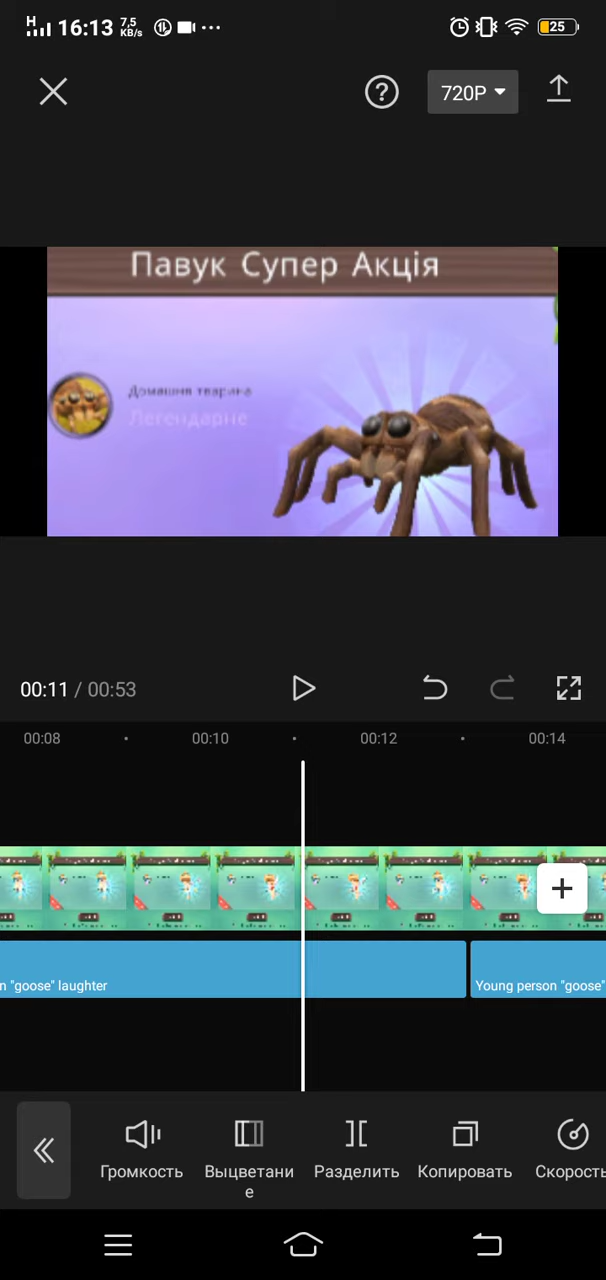 H 16:13 7,5 KB/s ... 25
720P
Павук Супер Акція
Домашня тварина
Легендарне
00:11 / 00:53
00:08 00:10 00:12 00:14
n "goose" laughter
Young person "goose"
Громкость
Выцветани
е
Разделить
Копировать
Скорость